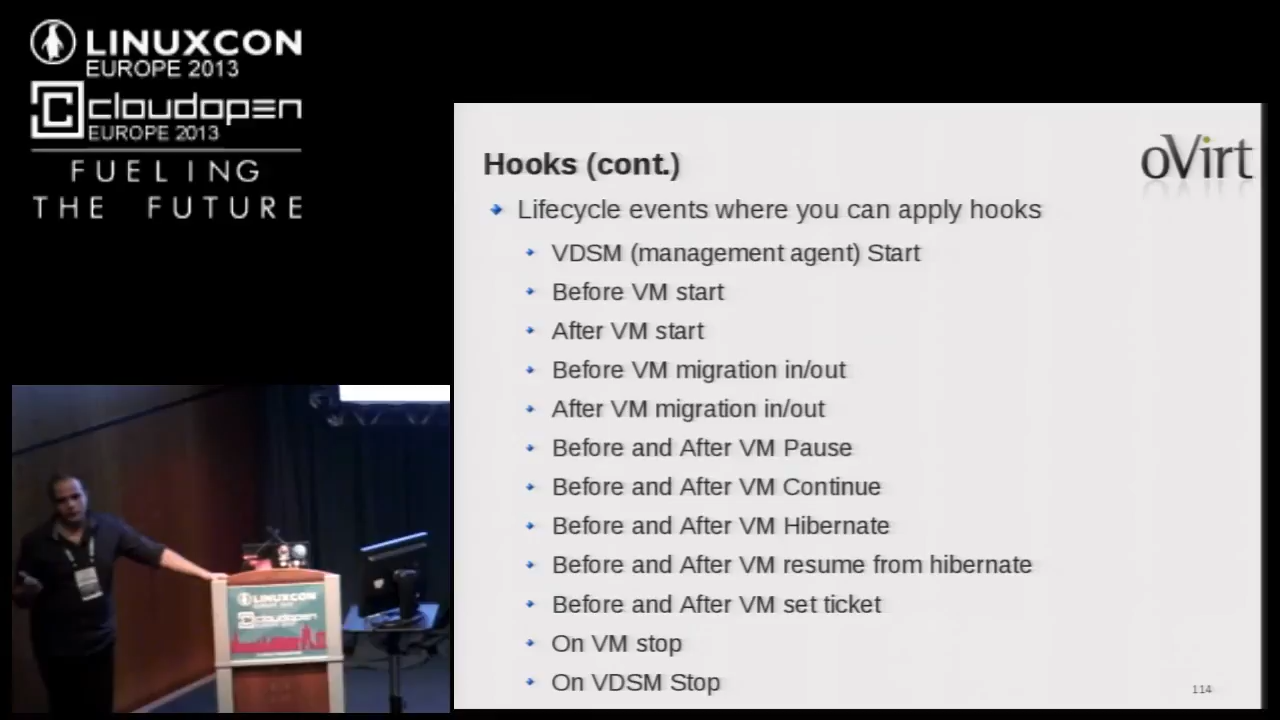 LINUXCON
EUROPE 2013
cloudopen
EUROPE 2013
FUELING
THE FUTURE
oVirt
Hooks (cont.)
Lifecycle events where you can apply hooks
VDSM (management agent) Start
Before VM start
After VM start
Before VM migration in/out
After VM migration in/out
Before and After VM Pause
Before and After VM Continue
Before and After VM Hibernate
Before and After VM resume from hibernate
Before and After VM set ticket
On VM stop
On VDSM Stop
114
LINUXCON
cloudopen